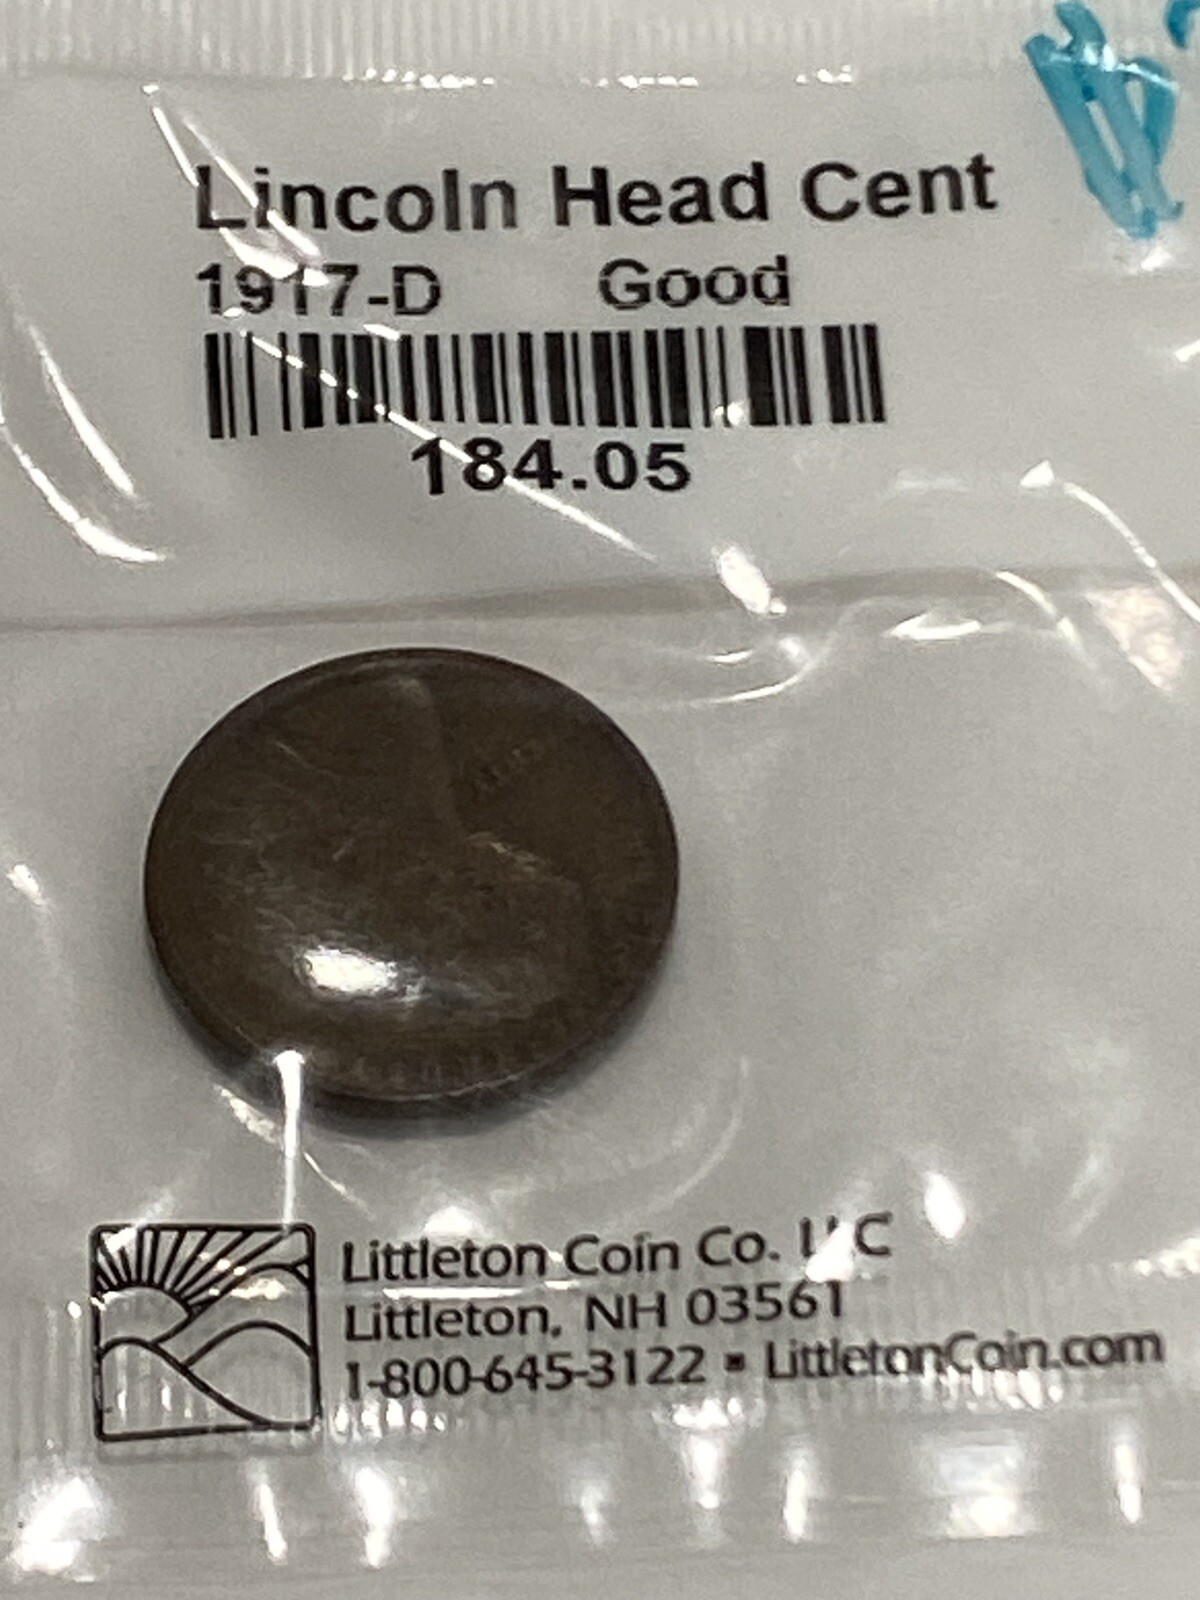 Lincoln Head Cent
1917-D Good
184.05
Littleton Coin Co. LLC
Littleton, NH 03561
1-800-645-3122 ▪ LittletonCoin.com